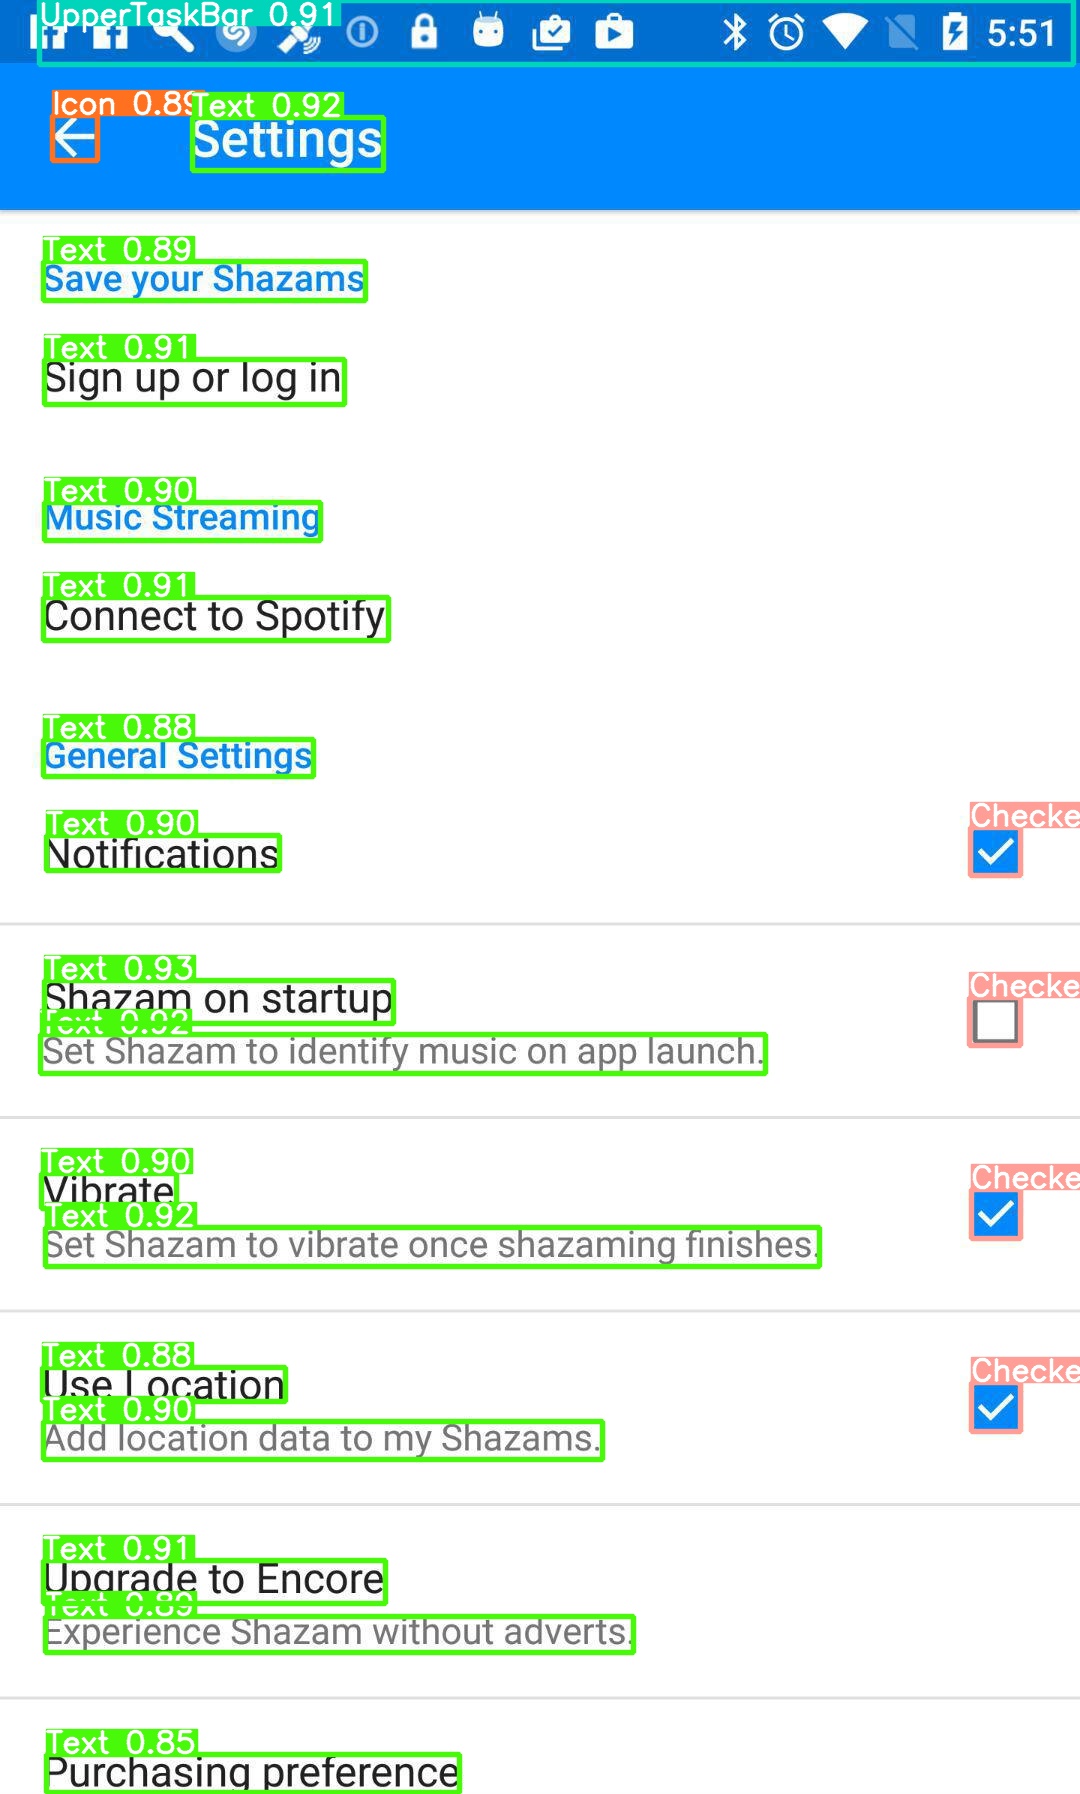 UpperTaskBar 0.91
5:51
Icon 0.89
Text 0.92
Settings
Text 0.89
Save your Shazams
Text 0.91
Sign up or log in
Text 0.90
Music Streaming
Text 0.91
Connect to Spotify
Text 0.88
General Settings
Text 0.90
Checke
Notifications
Text 0.93
Checke
Shazam on startup
Text 0.92
Set Shazam to identify music on app launch.
Text 0.90
Checke
Vibrate
Text 0.92
Set Shazam to vibrate once shazaming finishes.
Text 0.88
Checke
Use Location
Text 0.90
Add location data to my Shazams.
Text 0.91
Upgrade to Encore
Text 0.89
Experience Shazam without adverts.
Text 0.85
Purchasing preference